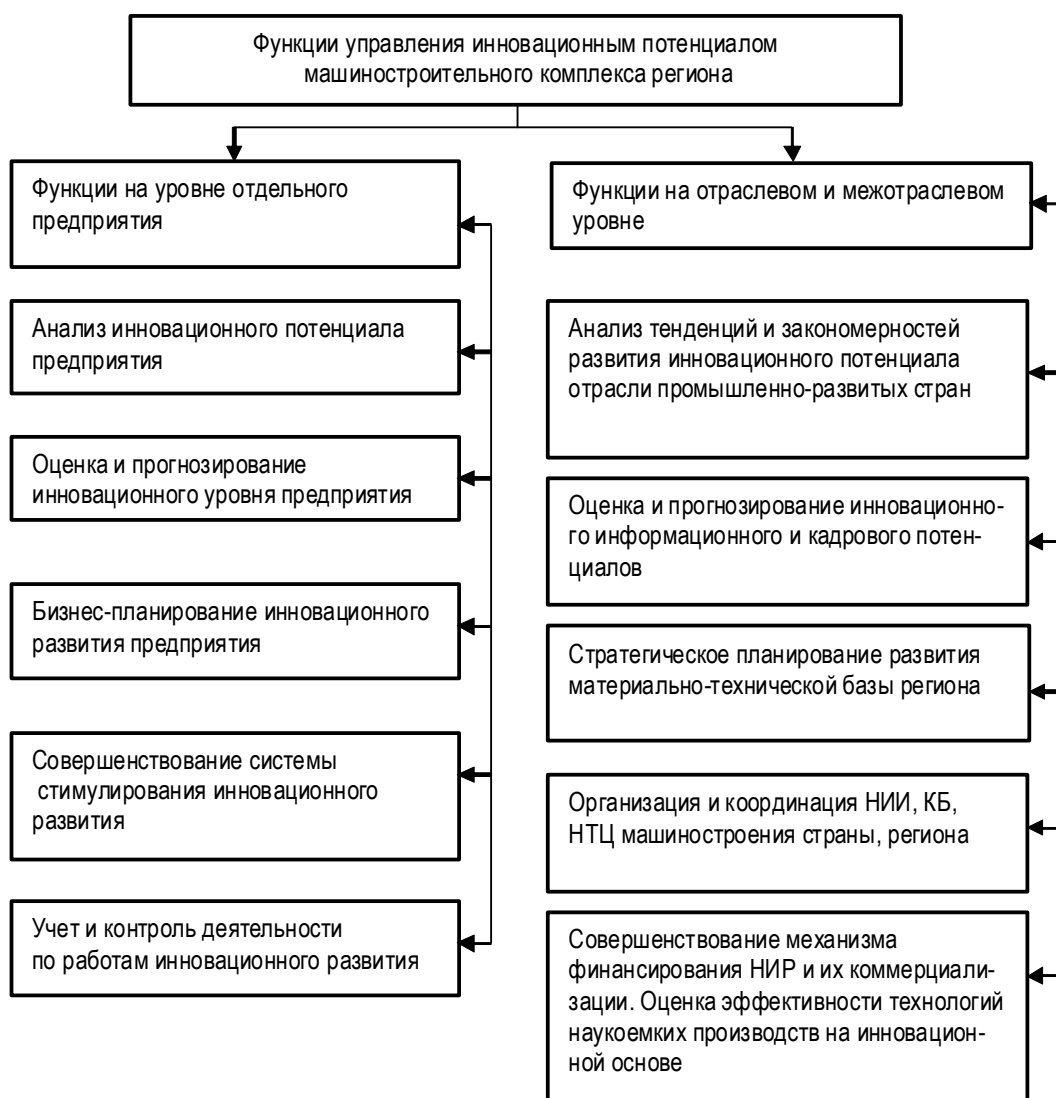 Функции управления инновационным потенциалом
машиностроительного комплекса региона
Функции на уровне отдельного
предприятия
Анализ инновационного потенциала
предприятия
Оценка и прогнозирование
инновационного уровня предприятия
Бизнес-планирование инновационного
развития предприятия
Совершенствование системы
стимулирования инновационного
развития
Учет и контроль деятельности
по работам инновационного развития
Функции на отраслевом и межотраслевом
уровне
Анализ тенденций и закономерностей
развития инновационного потенциала
отрасли промышленно-развитых стран
Оценка и прогнозирование инновационно-
го информационного и кадрового потен-
циалов
Стратегическое планирование развития
материально-технической базы региона
Организация и координация НИИ, КБ,
НТЦ машиностроения страны, региона
Совершенствование механизма
финансирования НИР и их коммерциали-
зации. Оценка эффективности технологий
наукоемких производств на инновацион-
ной основе